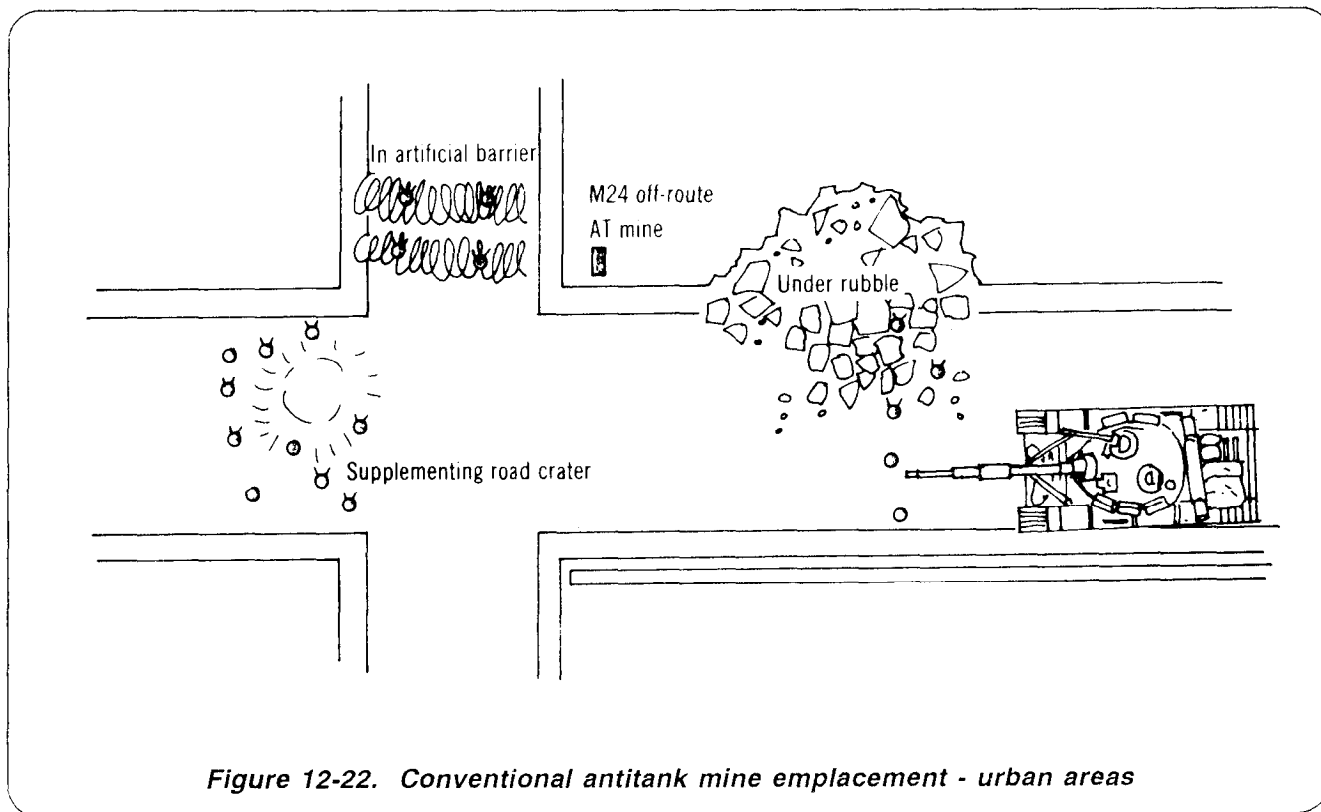 In artificial barrier
M24 off-route
AT mine
Under rubble
Supplementing road crater
Figure 12-22. Conventional antitank mine emplacement - urban areas